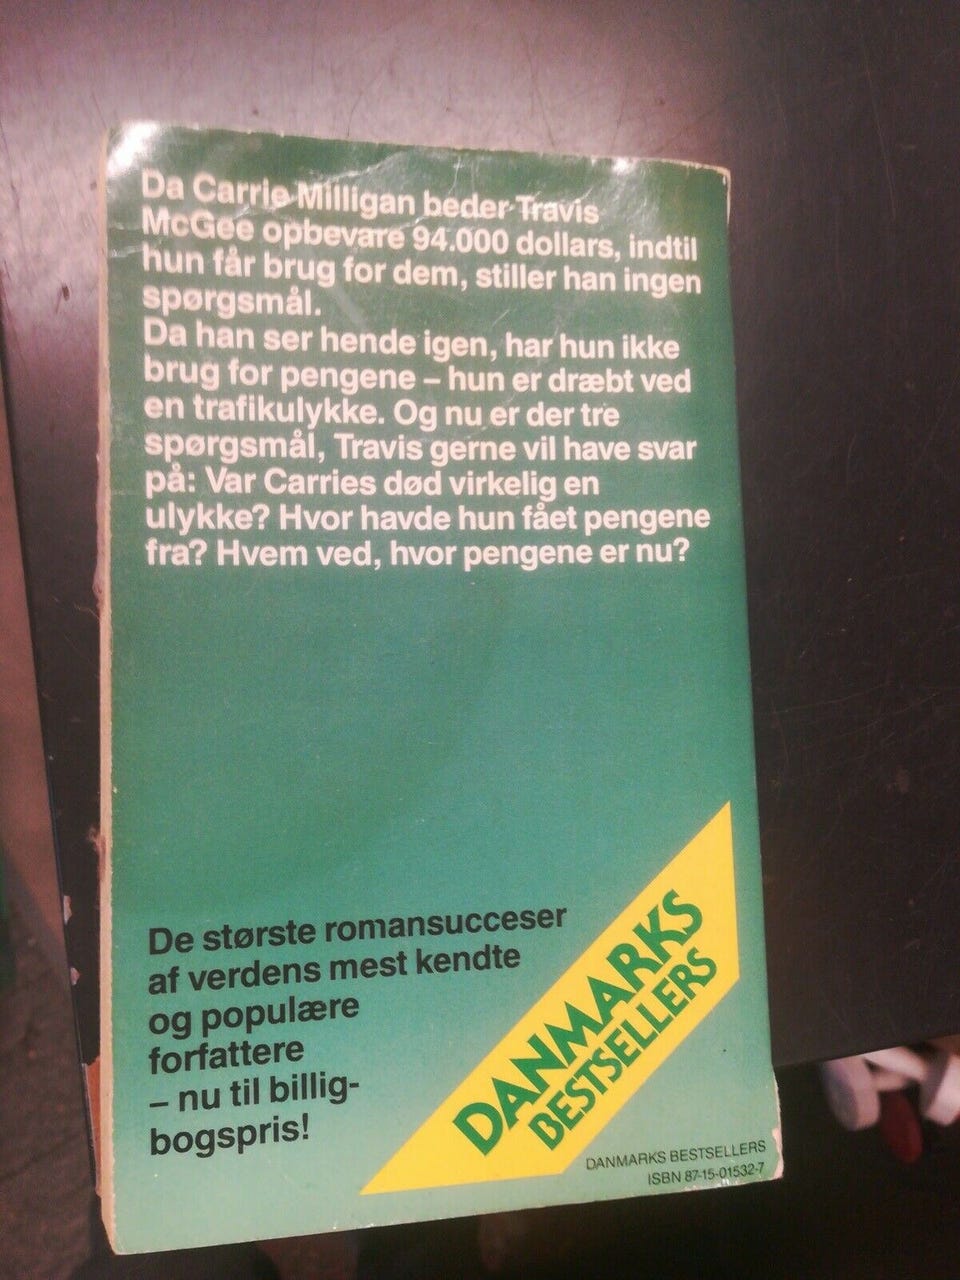 Da Carrie Milligan beder Travis
McGee opbevare 94.000 dollars, indtil
hun får brug for dem, stiller han ingen
spørgsmål.
Da han ser hende igen, har hun ikke
brug for pengene – hun er dræbt ved
en trafikulykke. Og nu er der tre
spørgsmål, Travis gerne vil have svar
på: Var Carries død virkelig en
ulykke? Hvor havde hun fået pengene
fra? Hvem ved, hvor pengene er nu?
De største romansucceser
af verdens mest kendte
og populære
forfattere
– nu til billig-
bogspris!
DANMARKS
BESTSELLERS
DANMARKS BESTSELLERS
ISBN 87-15-01532-7